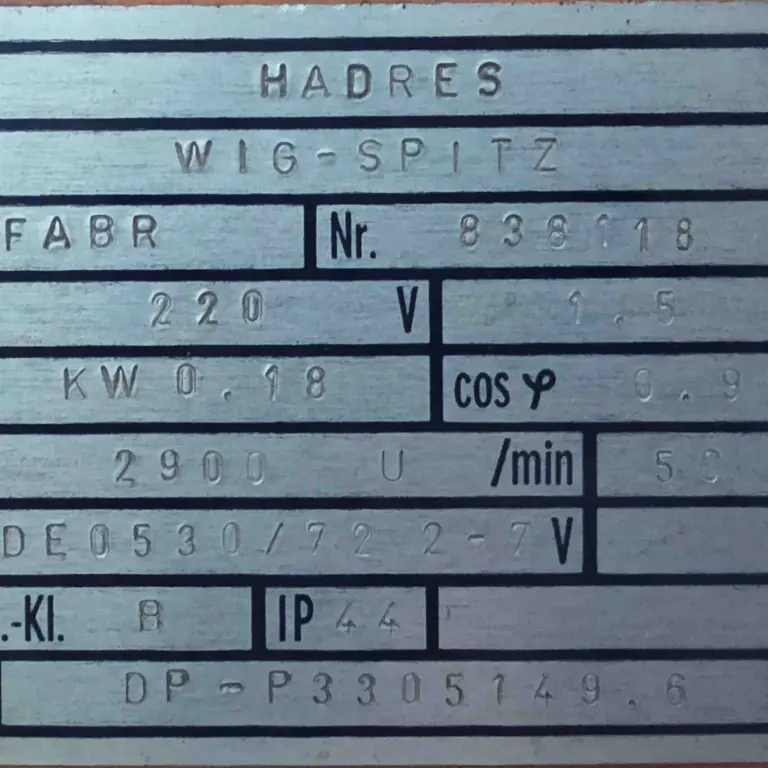 HADRES
WIG-SPITZ
FABR Nr. 838118
220 V 1.5
KW 0.18 cos φ 0.9
2900 U /min 50
DE0530/72 2-7 V
.-Kl. B IP 44
DP-P3305149.6